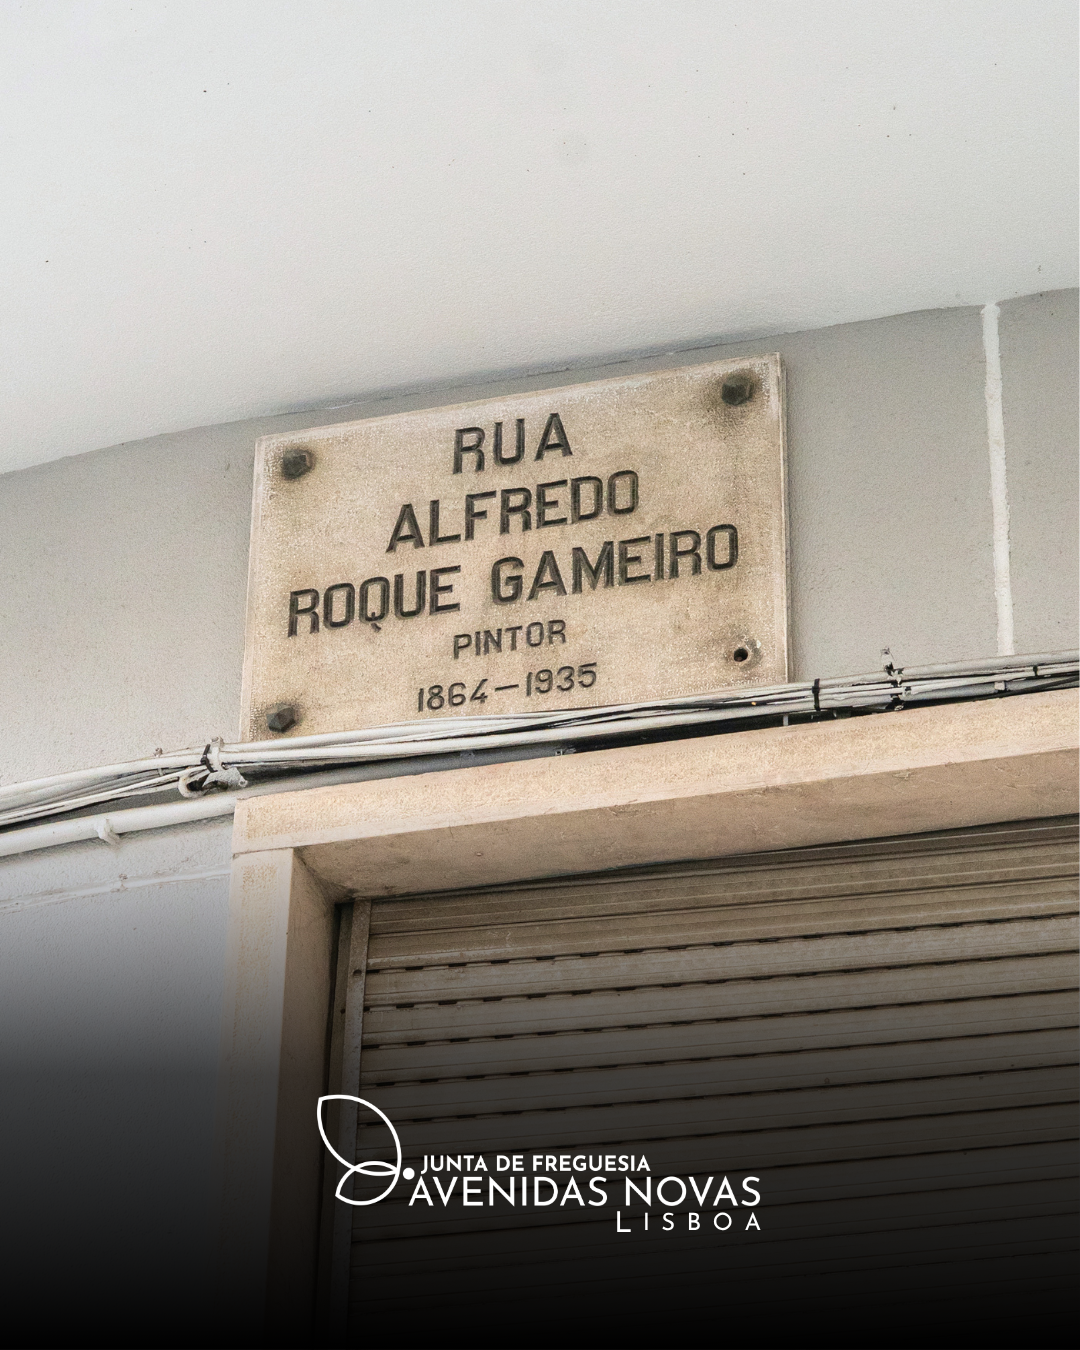 RUA
ALFREDO
ROQUE GAMEIRO
PINTOR
1864-1935
JUNTA DE FREGUESIA
AVENIDAS NOVAS
LISBOA